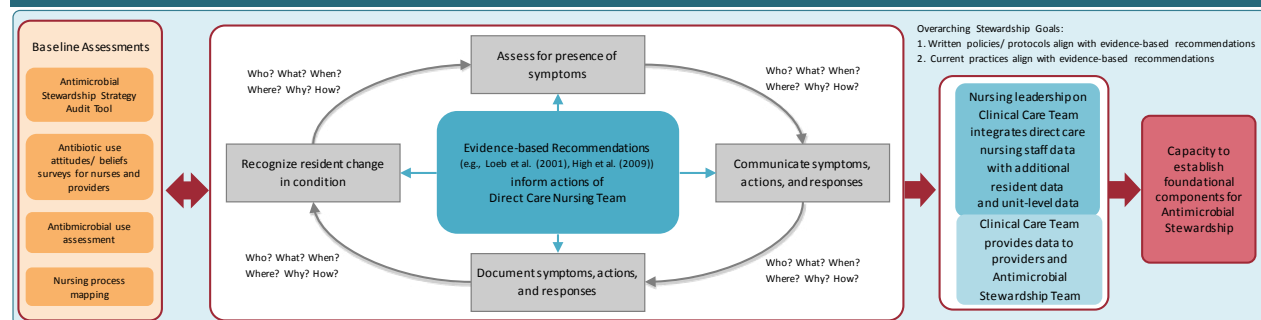 Baseline Assessments
Antimicrobial
Stewardship Strategy
Audit Tool
Antibiotic use
attitudes/ beliefs
surveys for nurses and
providers
Antibmicrobial use
assessment
Nursing process
mapping
Assess for presence of
symptoms
Who? What? When?
Where? Why? How?
Who? What? When?
Where? Why? How?
Recognize resident change
in condition
Evidence-based Recommendations
(e.g., Loeb et al. (2001), High et al. (2009))
inform actions of
Direct Care Nursing Team
Communicate symptoms,
actions, and responses
Who? What? When?
Where? Why? How?
Who? What? When?
Where? Why? How?
Document symptoms, actions,
and responses
Overarching Stewardship Goals:
1. Written policies/ protocols align with evidence-based recommendations
2. Current practices align with evidence-based recommendations
Nursing leadership on
Clinical Care Team
integrates direct care
nursing staff data
with additional
resident data
and unit-level data
Clinical Care Team
provides data to
providers and
Antimicrobial
Stewardship Team
Capacity to
establish
foundational
components for
Antimicrobial
Stewardship